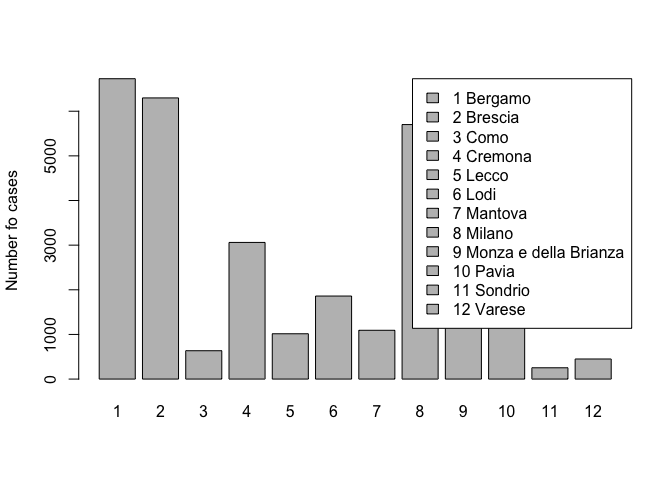 Number fo cases
5000
3000
1000
0
1 Bergamo
2 Brescia
3 Como
4 Cremona
5 Lecco
6 Lodi
7 Mantova
8 Milano
9 Monza e della Brianza
10 Pavia
11 Sondrio
12 Varese
1 2 3 4 5 6 7 8 9 10 11 12